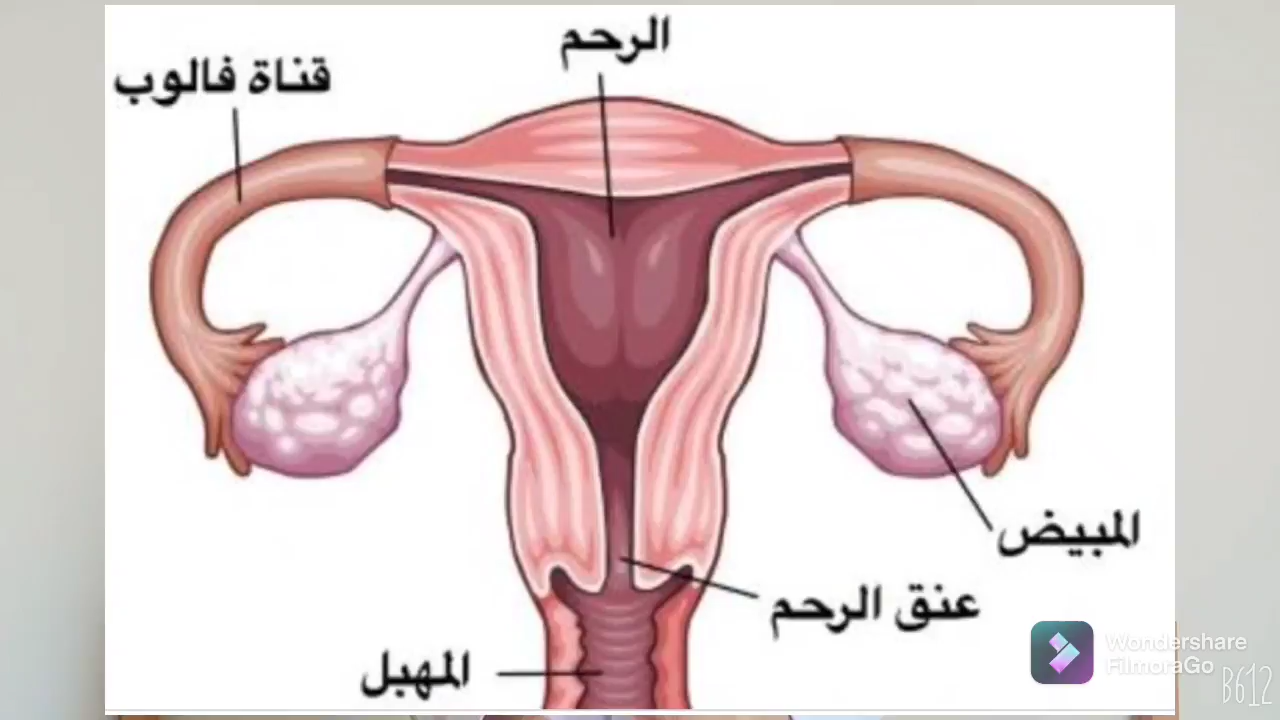 الرحم
قناة فالوب
المبيض
عنق الرحم
المهبل
Wondershare
FilmoraGo
B612